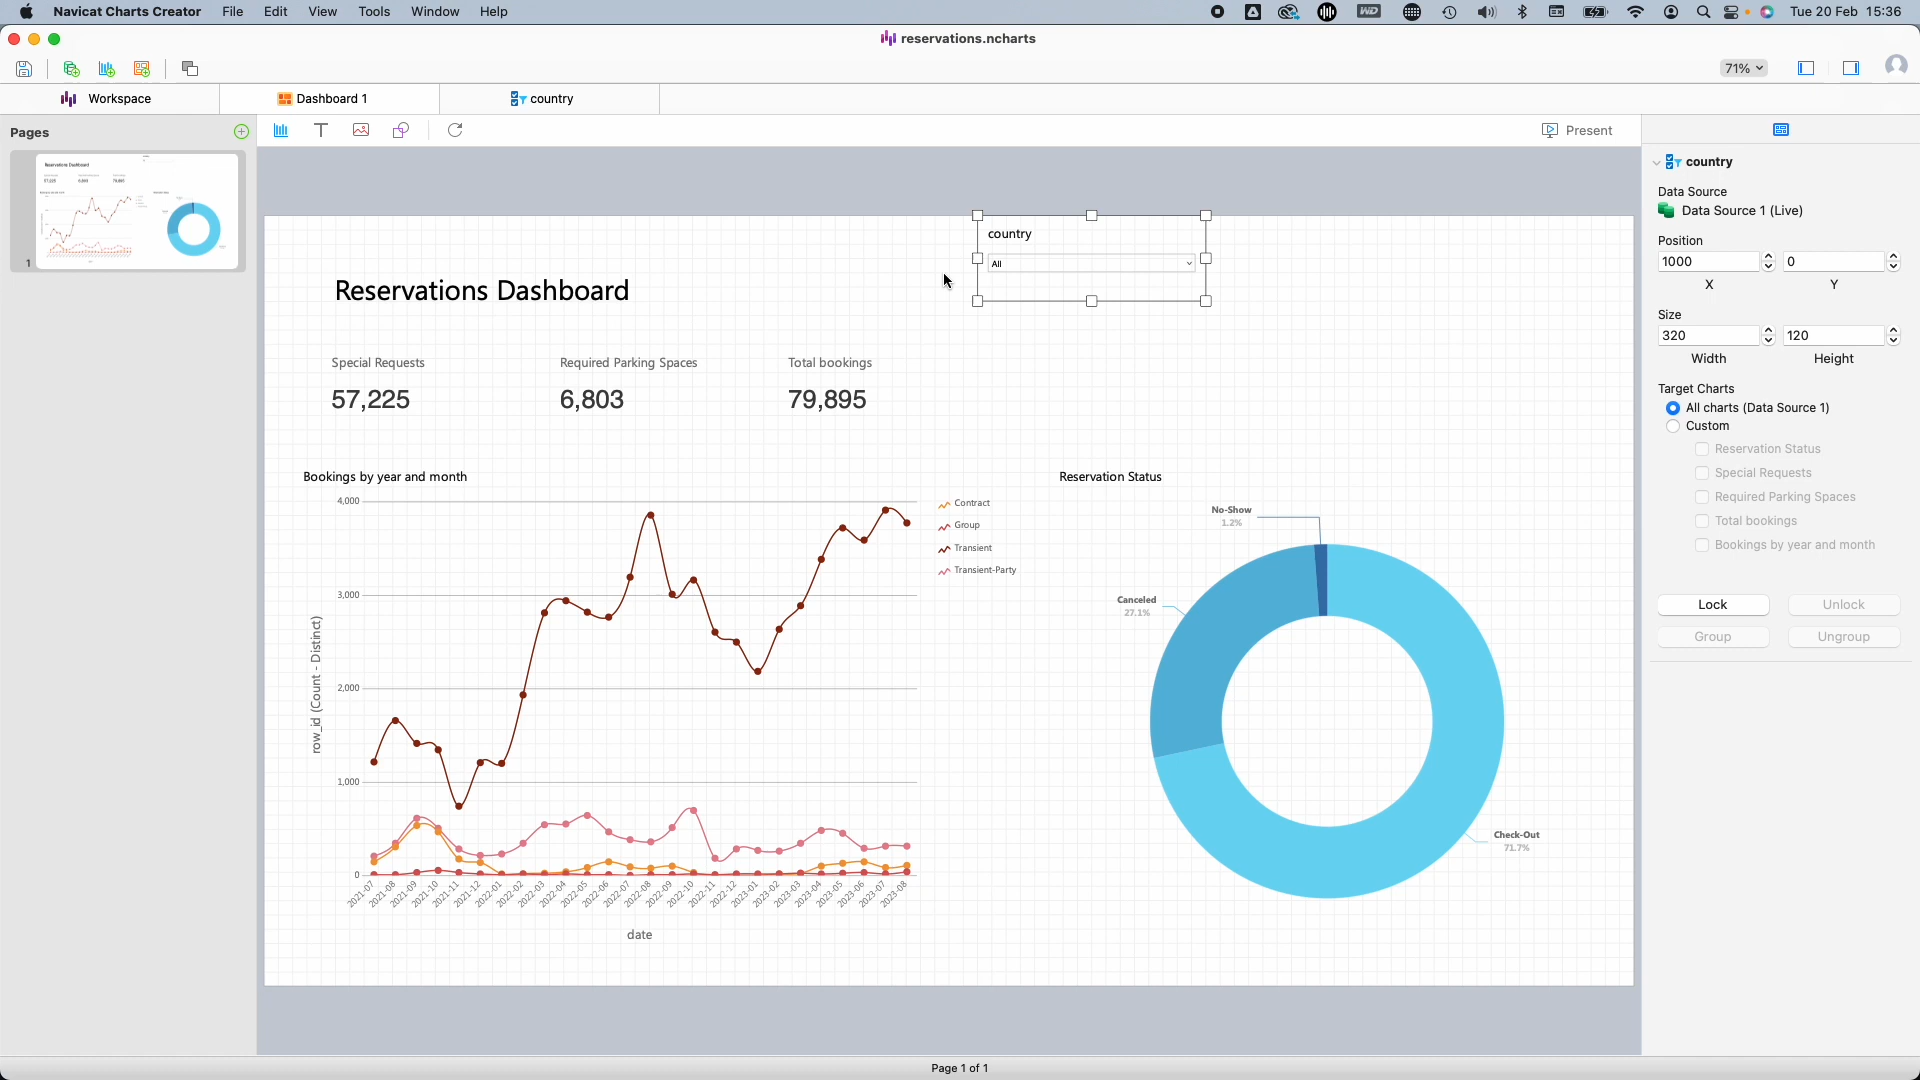 Navicat Charts Creator File Edit View Tools Window Help Tue 20 Feb 15:36
reservations.ncharts
71%
Workspace Dashboard 1 country
Pages
1
Present
Reservations Dashboard
country
All
Special Requests Required Parking Spaces Total bookings
57,225 6,803 79,895
Bookings by year and month
4,000
3,000
2,000
1,000
0
row_id (Count - Distinct)
Contract
Group
Transient
Transient-Party
2021-07 2021-08 2021-09 2021-10 2021-11 2021-12 2022-01 2022-02 2022-03 2022-04 2022-05 2022-06 2022-07 2022-08 2022-09 2022-10 2022-11 2022-12 2023-01 2023-02 2023-03 2023-04 2023-05 2023-06 2023-07 2023-08
date
Reservation Status
No-Show
1.2%
Canceled
27.1%
Check-Out
71.7%
country
Data Source
Data Source 1 (Live)
Position
1000 0
X Y
Size
320 120
Width Height
Target Charts
All charts (Data Source 1)
Custom
Reservation Status
Special Requests
Required Parking Spaces
Total bookings
Bookings by year and month
Lock Unlock
Group Ungroup
Page 1 of 1